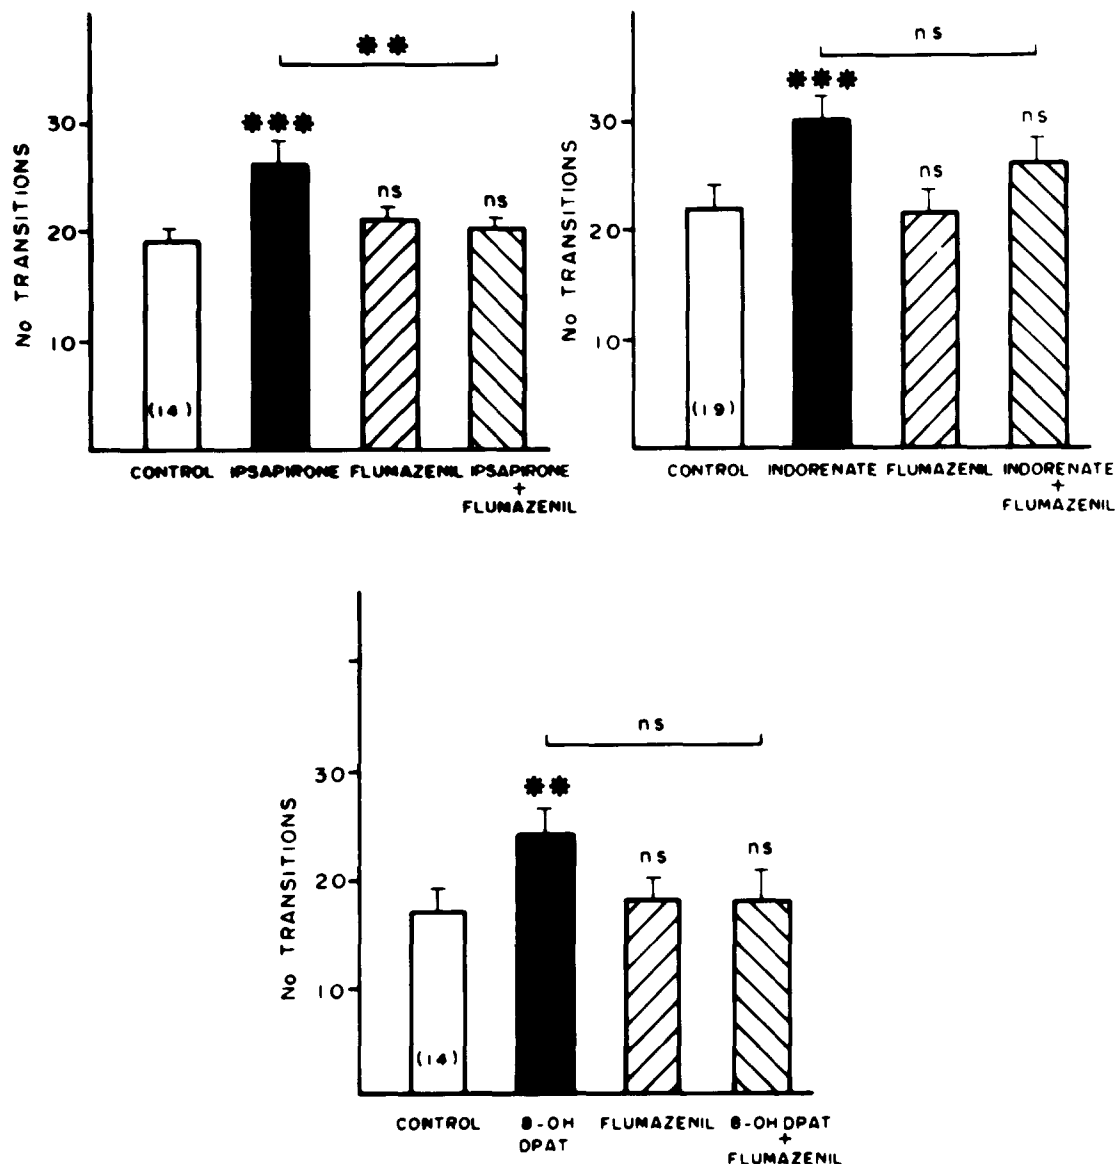 ✱✱
✱✱✱
ns
ns
30
20
10
No TRANSITIONS
(14)
CONTROL IPSAPIRONE FLUMAZENIL IPSAPIRONE
+
FLUMAZENIL
ns
✱✱✱
ns
ns
30
20
10
No TRANSITIONS
(19)
CONTROL INDORENATE FLUMAZENIL INDORENATE
+
FLUMAZENIL
ns
✱✱
ns
ns
30
20
10
No TRANSITIONS
(14)
CONTROL 8-OH FLUMAZENIL 8-OH DPAT
DPAT +
FLUMAZENIL